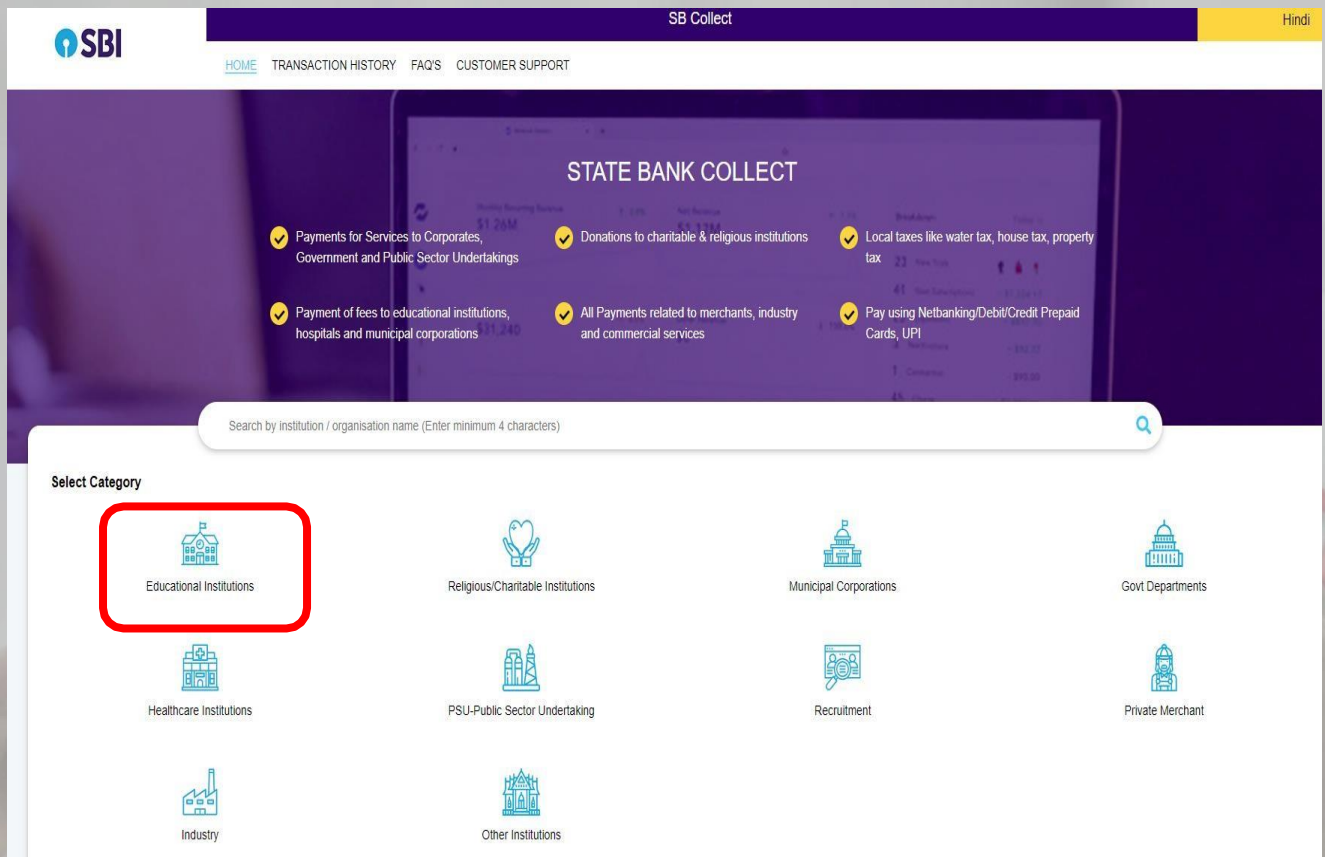 SB Collect
Hindi
SBI
HOME TRANSACTION HISTORY FAQ'S CUSTOMER SUPPORT
STATE BANK COLLECT
Payments for Services to Corporates,
Government and Public Sector Undertakings
Donations to charitable & religious institutions
Local taxes like water tax, house tax, property
tax
Payment of fees to educational institutions,
hospitals and municipal corporations
All Payments related to merchants, industry
and commercial services
Pay using Netbanking/Debit/Credit Prepaid
Cards, UPI
Search by institution / organisation name (Enter minimum 4 characters)
Select Category
Educational Institutions
Religious/Charitable Institutions
Municipal Corporations
Govt Departments
Healthcare Institutions
PSU-Public Sector Undertaking
Recruitment
Private Merchant
Industry
Other Institutions